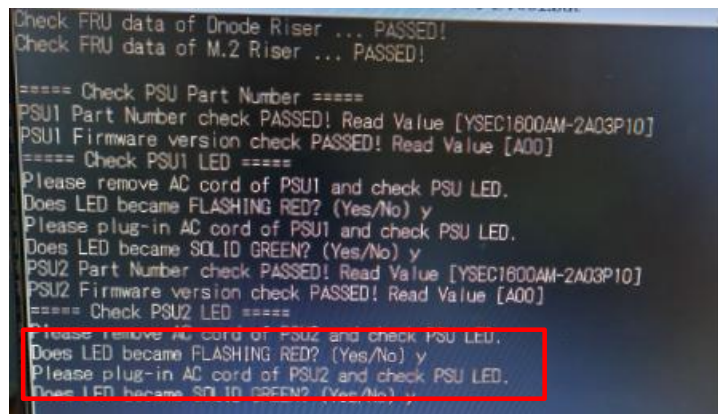 Check FRU data of Dnode Riser ... PASSED!
Check FRU data of M.2 Riser ... PASSED!
===== Check PSU Part Number =====
PSU1 Part Number check PASSED! Read Value [YSEC1600AM-2A03P10]
PSU1 Firmware version check PASSED! Read Value [A00]
===== Check PSU1 LED =====
Please remove AC cord of PSU1 and check PSU LED.
Does LED became FLASHING RED? (Yes/No) y
Please plug-in AC cord of PSU1 and check PSU LED.
Does LED became SOLID GREEN? (Yes/No) y
PSU2 Part Number check PASSED! Read Value [YSEC1600AM-2A03P10]
PSU2 Firmware version check PASSED! Read Value [A00]
===== Check PSU2 LED =====
Please remove AC cord of PSU2 and check PSU LED.
Does LED became FLASHING RED? (Yes/No) y
Please plug-in AC cord of PSU2 and check PSU LED.
Does LED became SOLID GREEN? (Yes/No) y